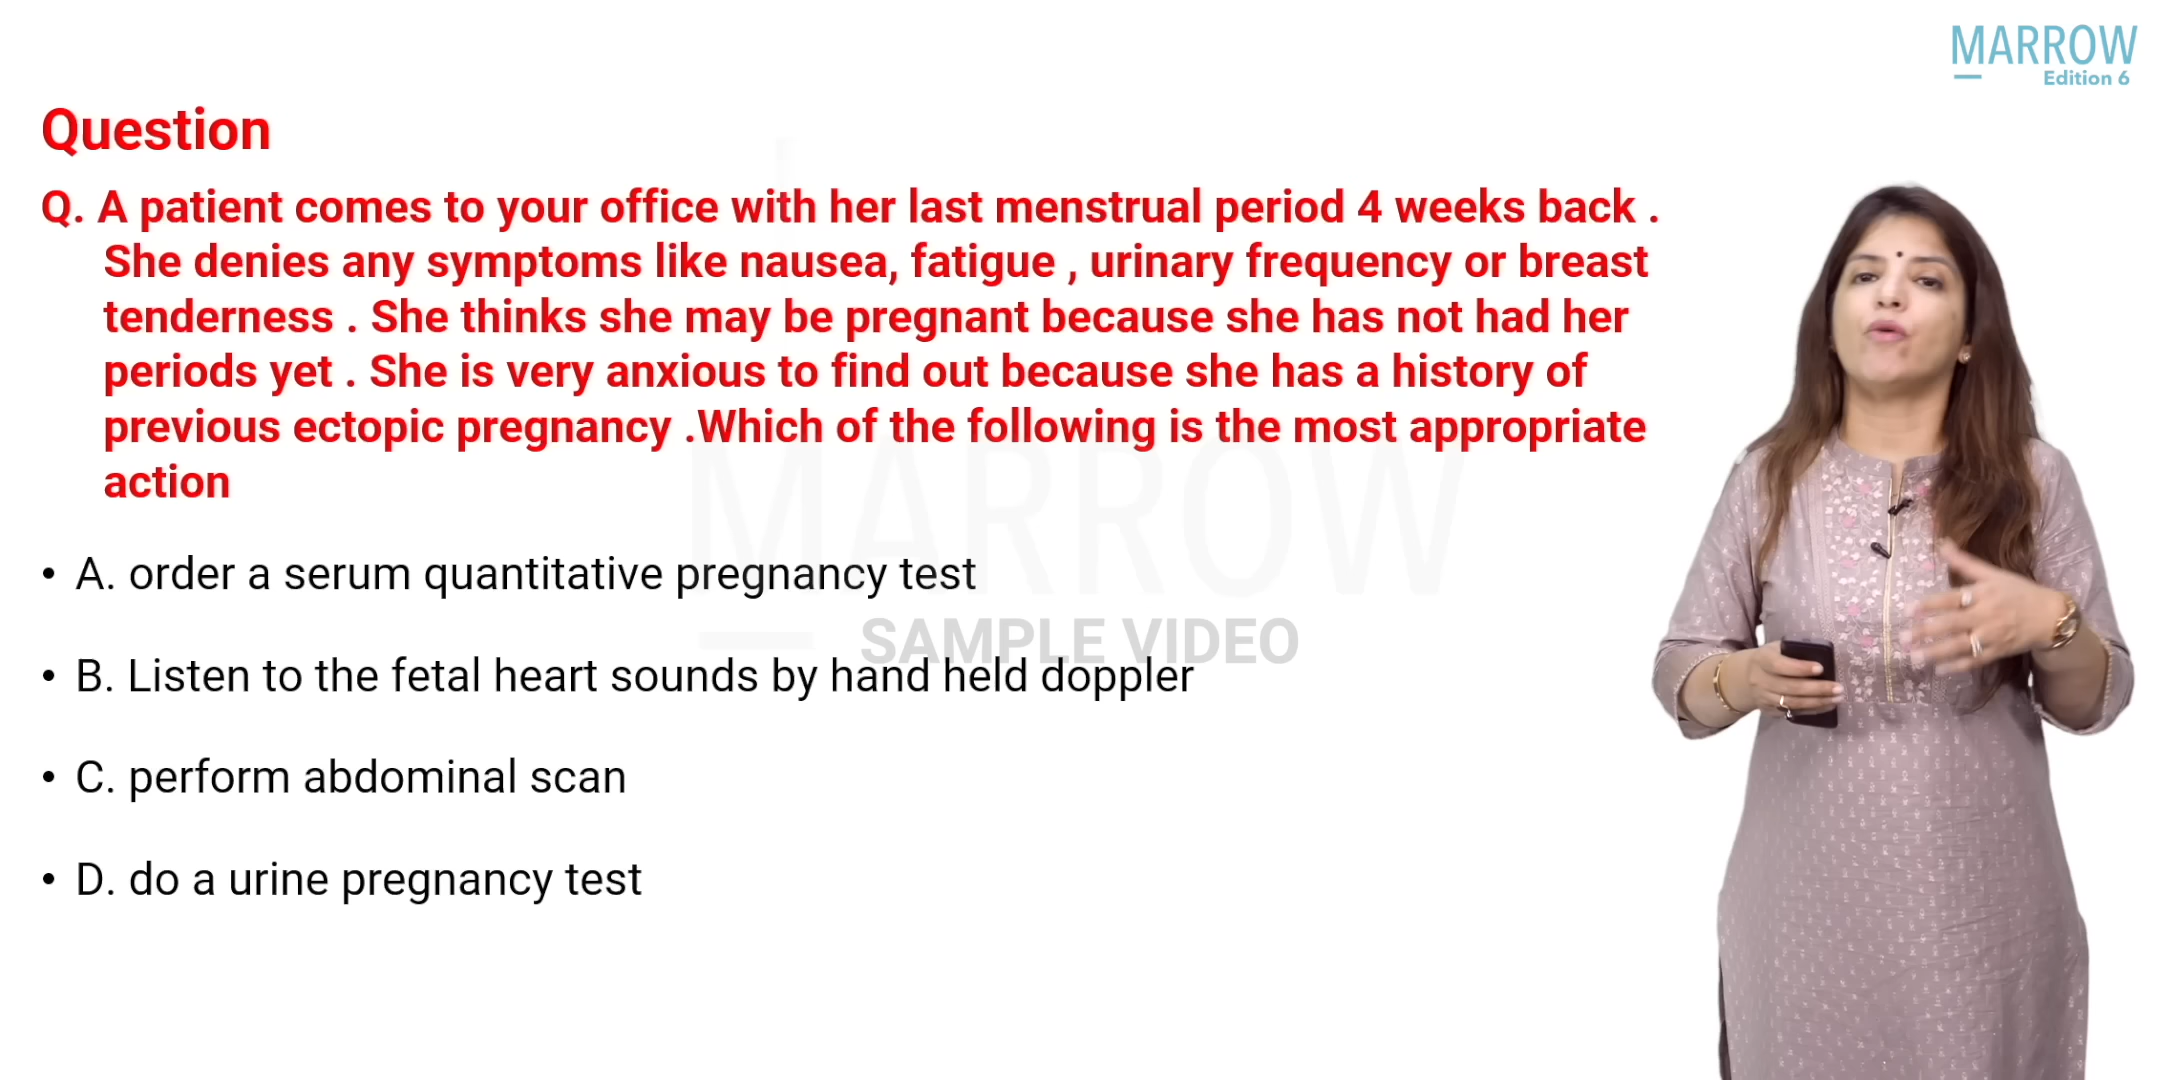 MARROW
Edition 6
Question
Q. A patient comes to your office with her last menstrual period 4 weeks back .
She denies any symptoms like nausea, fatigue , urinary frequency or breast
tenderness . She thinks she may be pregnant because she has not had her
periods yet . She is very anxious to find out because she has a history of
previous ectopic pregnancy .Which of the following is the most appropriate
action
• A. order a serum quantitative pregnancy test
MARROW
SAMPLE VIDEO
• B. Listen to the fetal heart sounds by hand held doppler
• C. perform abdominal scan
• D. do a urine pregnancy test